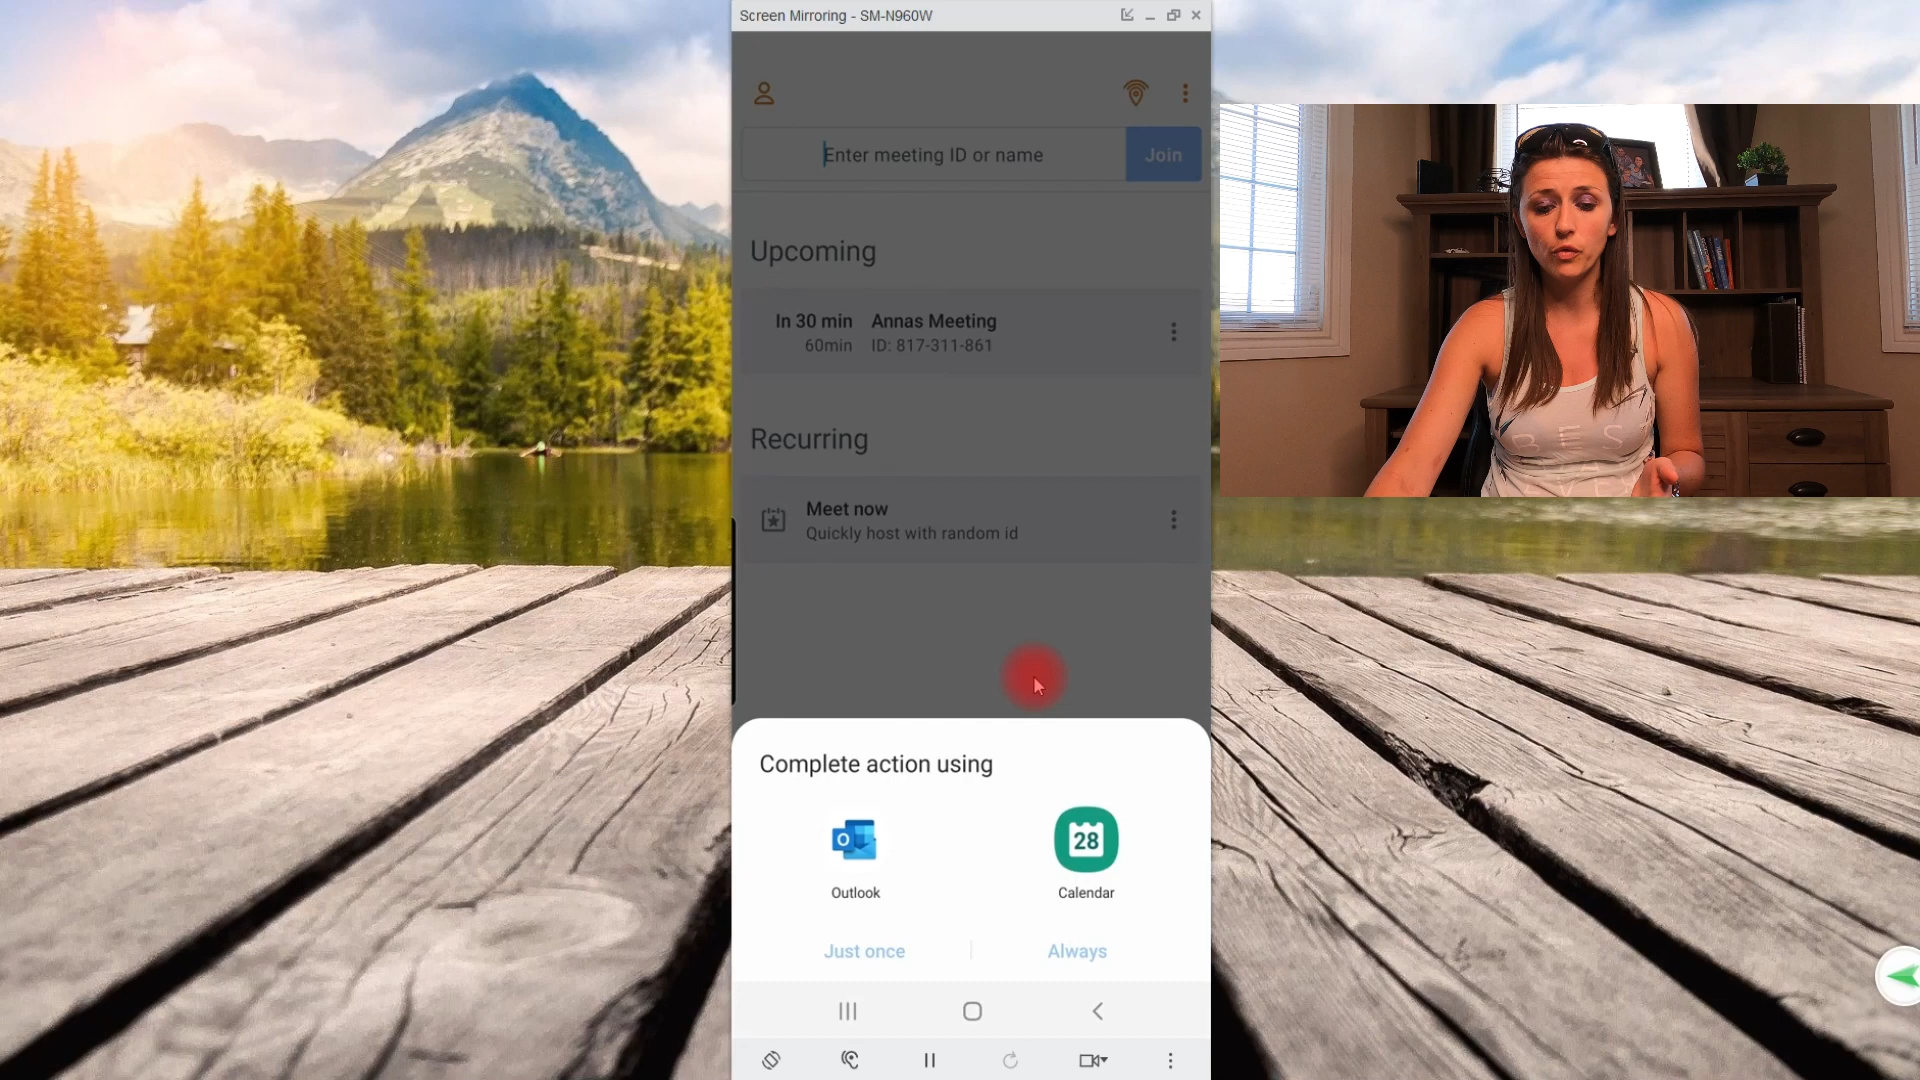 Screen Mirroring - SM-N960W
Enter meeting ID or name
Join
Upcoming
In 30 min Annas Meeting
60min ID: 817-311-861
Recurring
Meet now
Quickly host with random id
Complete action using
28
Outlook
Calendar
Just once
Always
BES